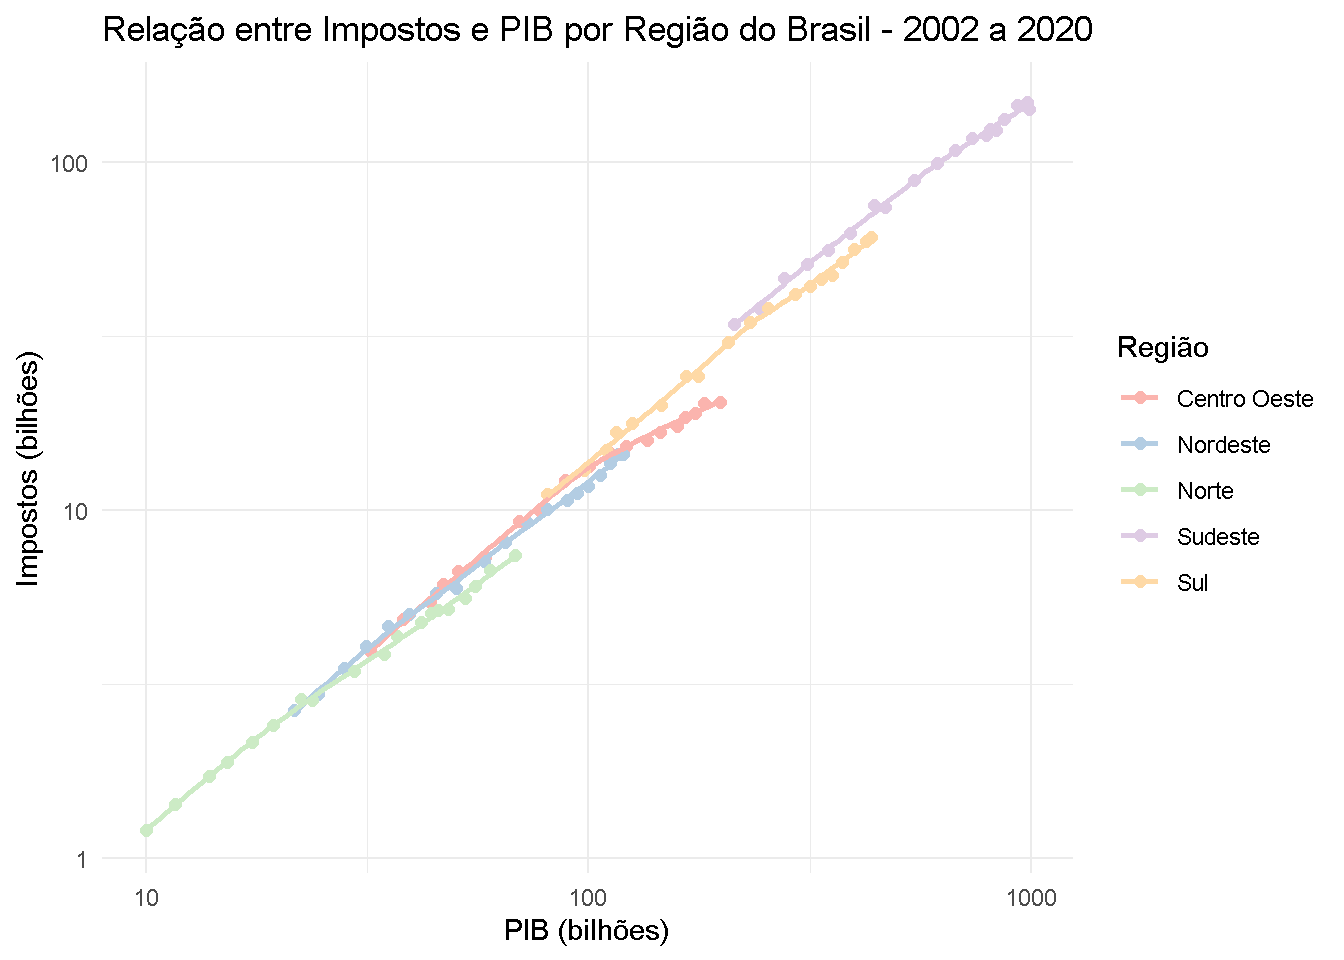 Relação entre Impostos e PIB por Região do Brasil - 2002 a 2020
Impostos (bilhões)
100
10
1
10
100
1000
PIB (bilhões)
Região
Centro Oeste
Nordeste
Norte
Sudeste
Sul